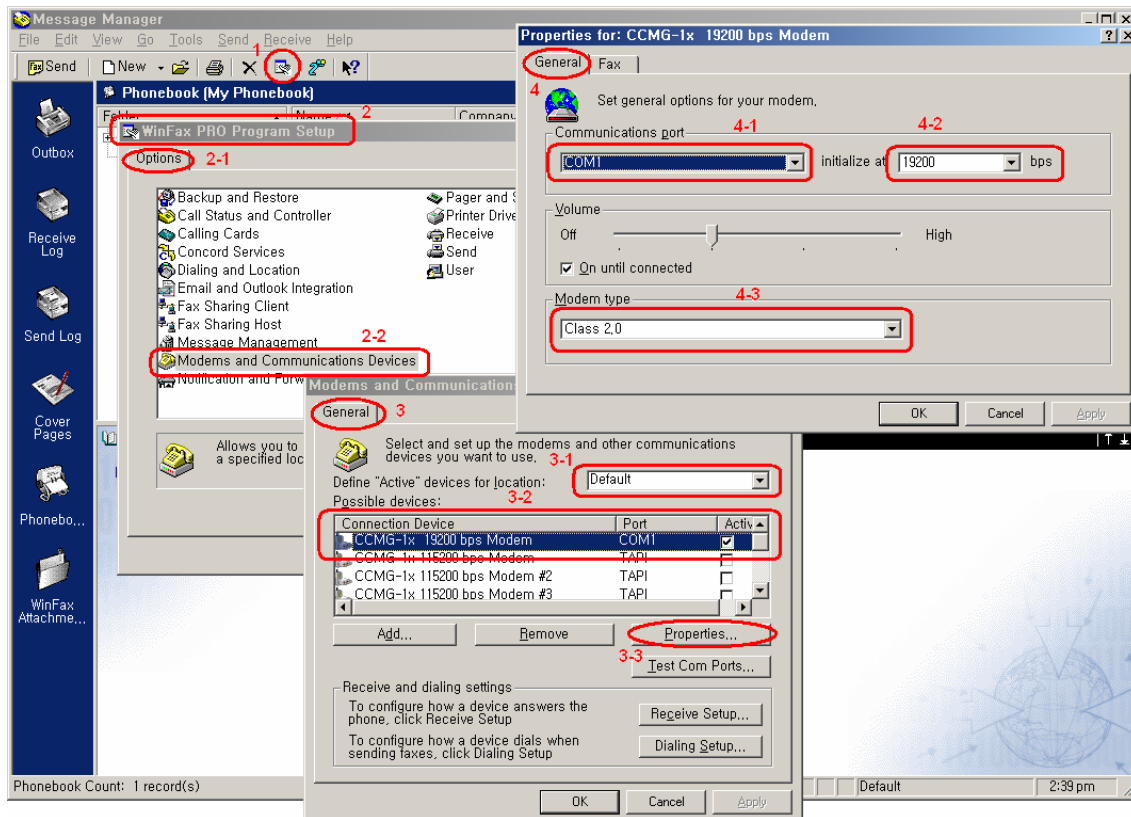 Message Manager
File Edit View Go Tools Send Receive Help
1
Fax Send New
Phonebook (My Phonebook)
Folder Name Company
2
WinFax PRO Program Setup
Options 2-1
Backup and Restore
Call Status and Controller
Calling Cards
Concord Services
Dialing and Location
Email and Outlook Integration
Fax Sharing Client
Fax Sharing Host
Message Management
2-2
Modems and Communications Devices
Notification and Forw
Pager and
Printer Drive
Receive
Send
User
Allows you to
a specified loc
Outbox
Receive
Log
Send Log
Cover
Pages
Phonebo...
WinFax
Attachme...
Modems and Communications
General 3
Select and set up the modems and other communications
devices you want to use.
3-1
Define "Active" devices for location: Default
3-2
Possible devices:
Connection Device Port Activ
CCMG-1x 19200 bps Modem COM1
CCMG-1x 115200 bps Modem TAPI
CCMG-1x 115200 bps Modem #2 TAPI
CCMG-1x 115200 bps Modem #3 TAPI
Add... Remove Properties...
3-3
Test Com Ports...
Receive and dialing settings
To configure how a device answers the
phone, click Receive Setup
Receive Setup...
To configure how a device dials when
sending faxes, click Dialing Setup
Dialing Setup...
OK Cancel Apply
Properties for: CCMG-1x 19200 bps Modem
General Fax
4
Set general options for your modem.
4-1 4-2
Communications port
COM1 initialize at 19200 bps
Volume
Off High
On until connected
4-3
Modem type
Class 2.0
OK Cancel Apply
Phonebook Count: 1 record(s) Default 2:39 pm